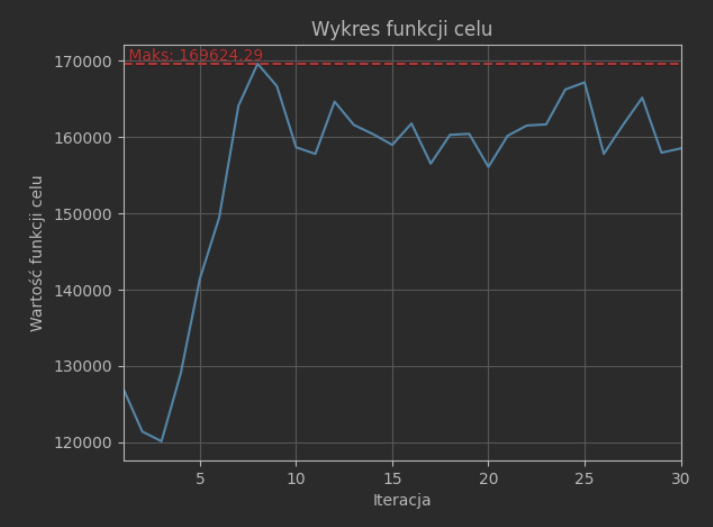 Wykres funkcji celu
Maks: 169624.29
170000
160000
150000
140000
130000
120000
Wartość funkcji celu
5 10 15 20 25 30
Iteracja